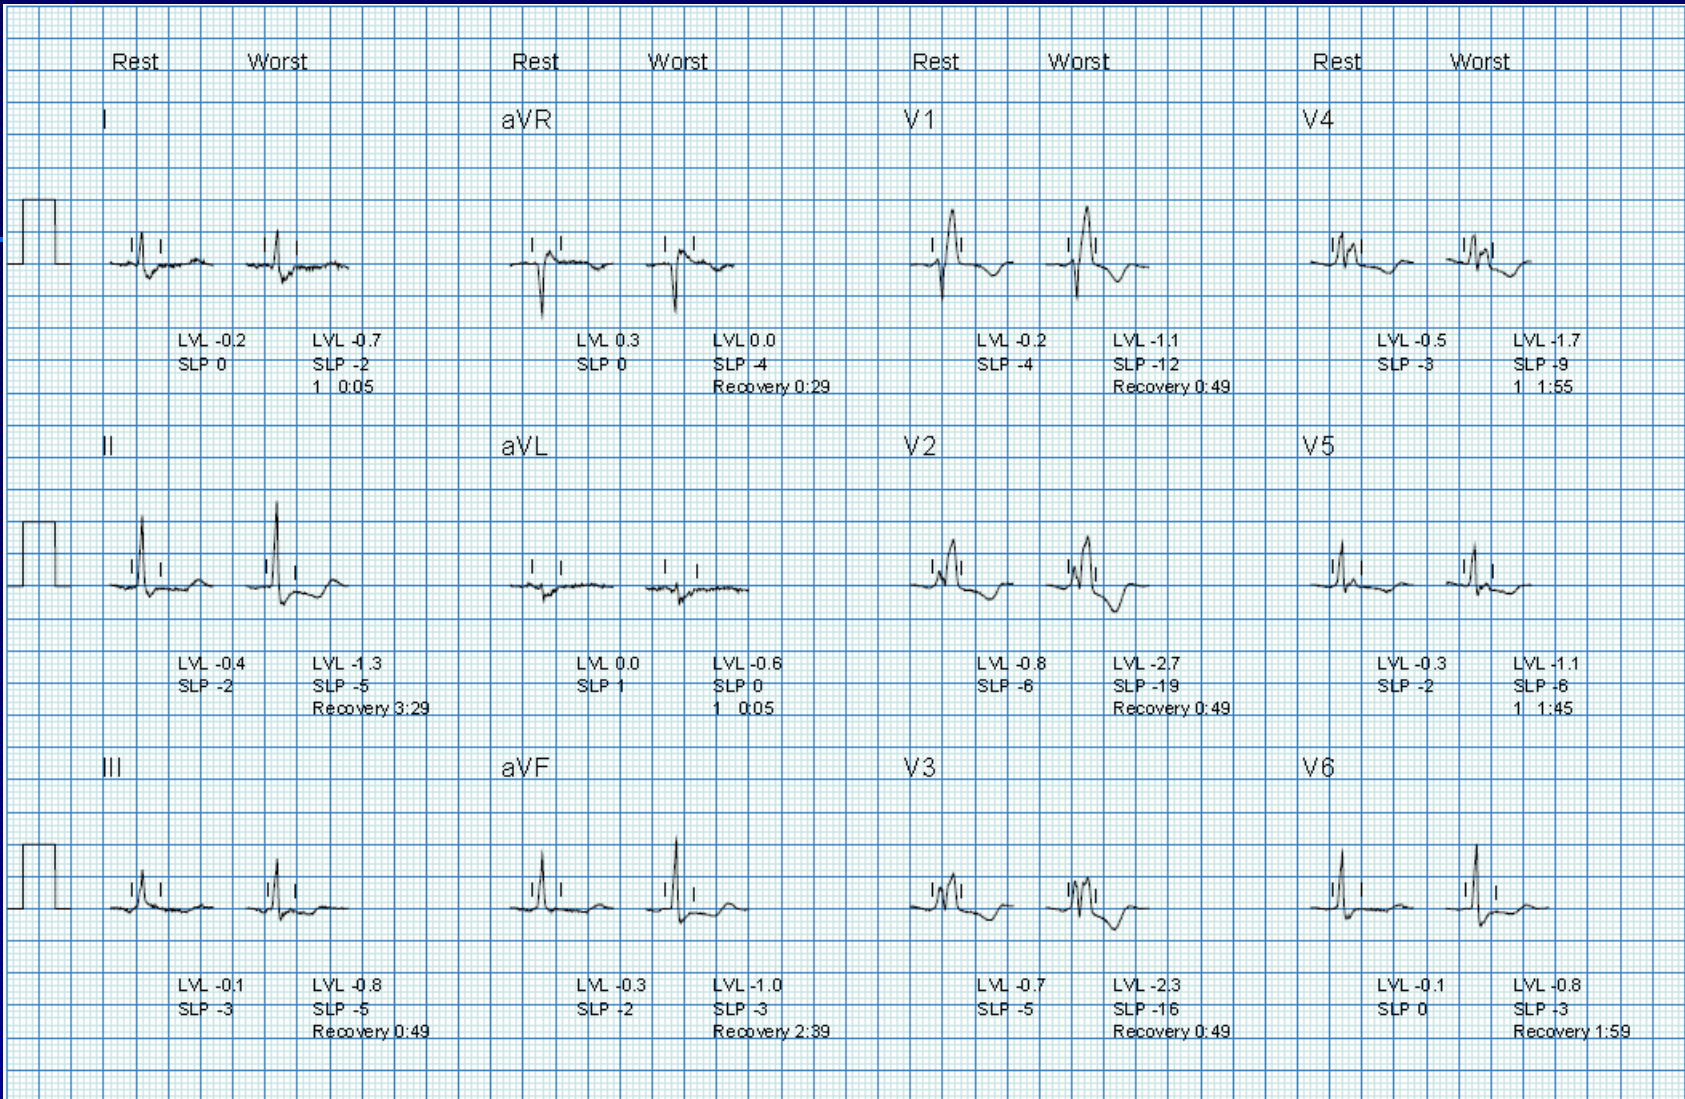 Rest Worst Rest Worst Rest Worst Rest Worst
I aVR V1 V4
LVL -0.2 LVL -0.7 LVL 0.3 LVL 0.0 LVL -0.2 LVL -1.1 LVL -0.5 LVL -1.7
SLP 0 SLP -2 SLP 0 SLP -4 SLP -4 SLP -12 SLP -3 SLP -9
1 0:05 Recovery 0:29 Recovery 0:49 1 1:55
II aVL V2 V5
LVL -0.4 LVL -1.3 LVL 0.0 LVL -0.6 LVL -0.8 LVL -2.7 LVL -0.3 LVL -1.1
SLP -2 SLP -5 SLP 1 SLP 0 SLP -6 SLP -19 SLP -2 SLP -6
Recovery 3:29 1 0:05 Recovery 0:49 1 1:45
III aVF V3 V6
LVL -0.1 LVL -0.8 LVL -0.3 LVL -1.0 LVL -0.7 LVL -2.3 LVL -0.1 LVL -0.8
SLP -3 SLP -5 SLP -2 SLP -3 SLP -5 SLP -16 SLP 0 SLP -3
Recovery 0:49 Recovery 2:39 Recovery 0:49 Recovery 1:59